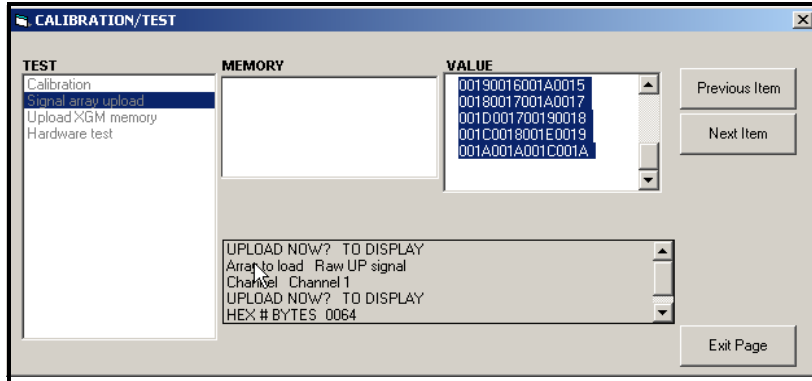 CALIBRATION/TEST
TEST
Calibration
Signal array upload
Upload XGM memory
Hardware test
MEMORY
VALUE
00190016001A0015
00180017001A0017
001D001700190018
001C0018001E0019
001A001A001C001A
Previous Item
Next Item
UPLOAD NOW? TO DISPLAY
Array to load Raw UP signal
Channel Channel 1
UPLOAD NOW? TO DISPLAY
HEX # BYTES 0064
Exit Page